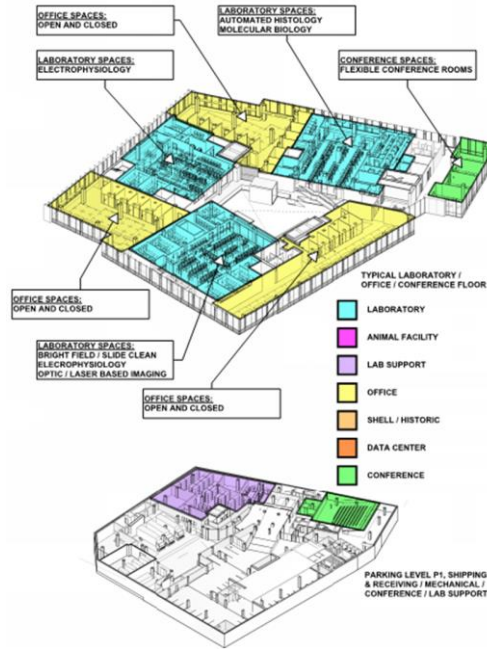 OFFICE SPACES:
OPEN AND CLOSED
LABORATORY SPACES:
AUTOMATED HISTOLOGY
MOLECULAR BIOLOGY
LABORATORY SPACES:
ELECTROPHYSIOLOGY
CONFERENCE SPACES:
FLEXIBLE CONFERENCE ROOMS
OFFICE SPACES:
OPEN AND CLOSED
LABORATORY SPACES:
BRIGHT FIELD / SLIDE CLEAN
ELECROPHYSIOLOGY
OPTIC / LASER BASED IMAGING
OFFICE SPACES:
OPEN AND CLOSED
TYPICAL LABORATORY /
OFFICE / CONFERENCE FLOOR
LABORATORY
ANIMAL FACILITY
LAB SUPPORT
OFFICE
SHELL / HISTORIC
DATA CENTER
CONFERENCE
PARKING LEVEL P1, SHIPPING
& RECEIVING / MECHANICAL /
CONFERENCE / LAB SUPPORT